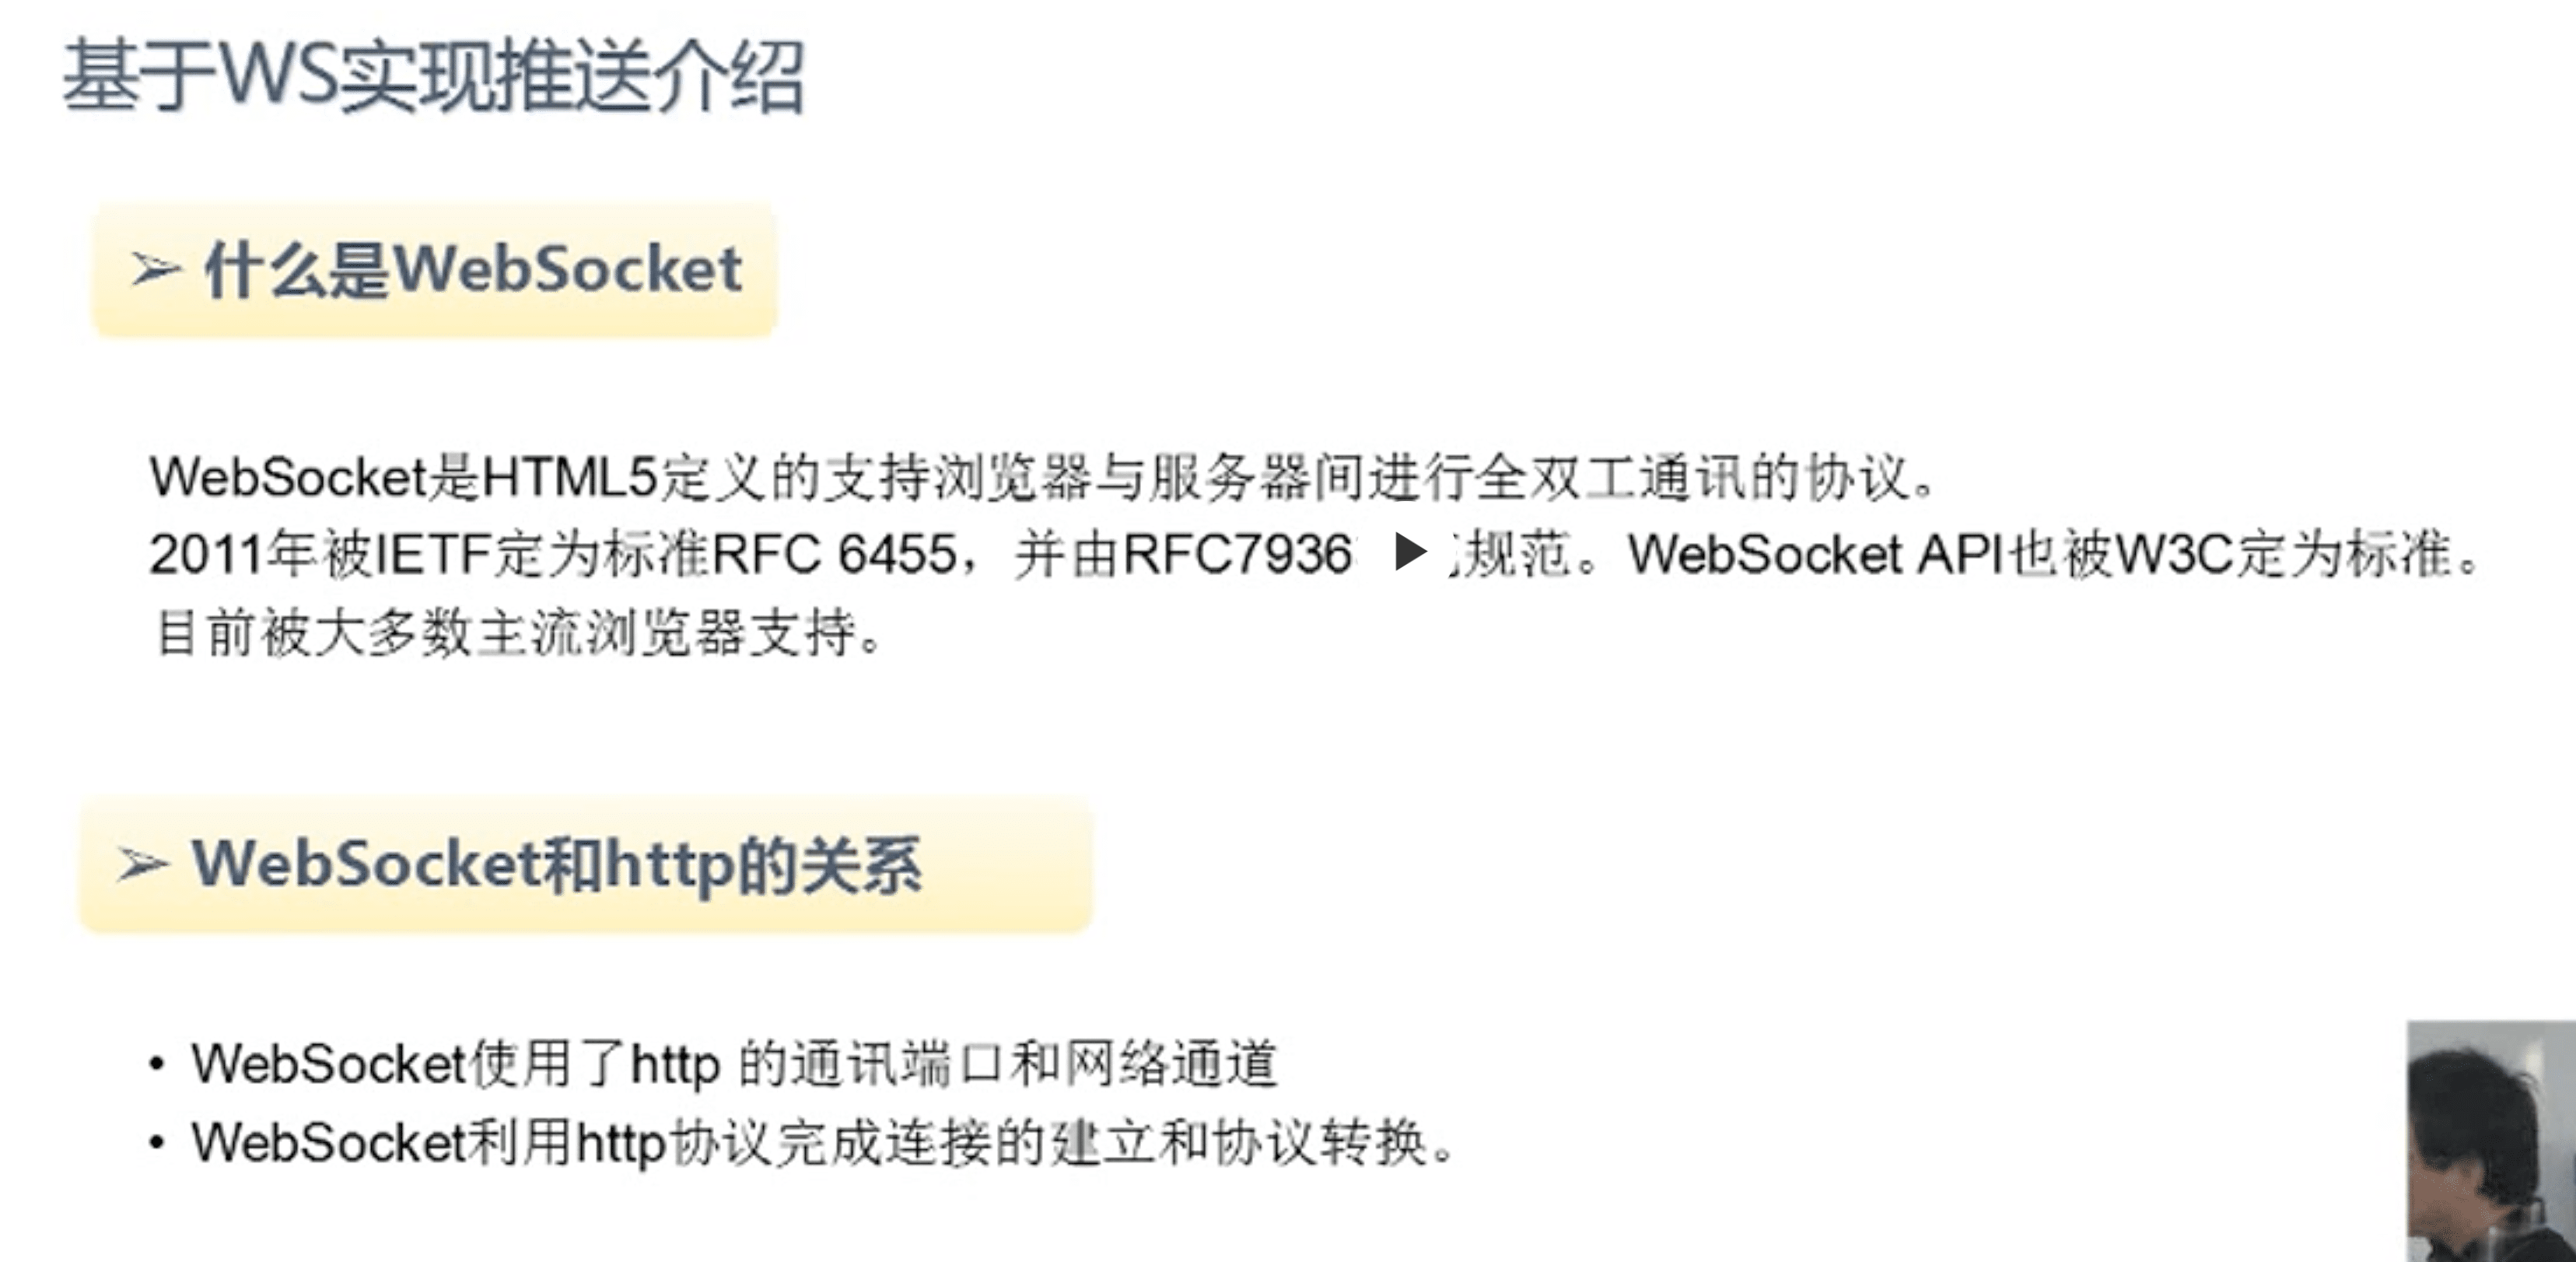 基于WS实现推送介绍
➢ 什么是WebSocket
WebSocket是HTML5定义的支持浏览器与服务器间进行全双工通讯的协议。
2011年被IETF定为标准RFC 6455，并由RFC7936 规范。WebSocket API也被W3C定为标准。
目前被大多数主流浏览器支持。
➢ WebSocket和http的关系
• WebSocket使用了http 的通讯端口和网络通道
• WebSocket利用http协议完成连接的建立和协议转换。